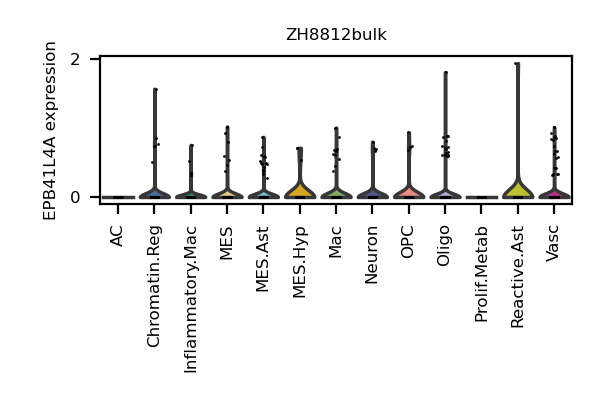 ZH8812bulk
EPB41L4A expression
2
0
AC
Chromatin.Reg
Inflammatory.Mac
MES
MES.Ast
MES.Hyp
Mac
Neuron
OPC
Oligo
Prolif.Metab
Reactive.Ast
Vasc